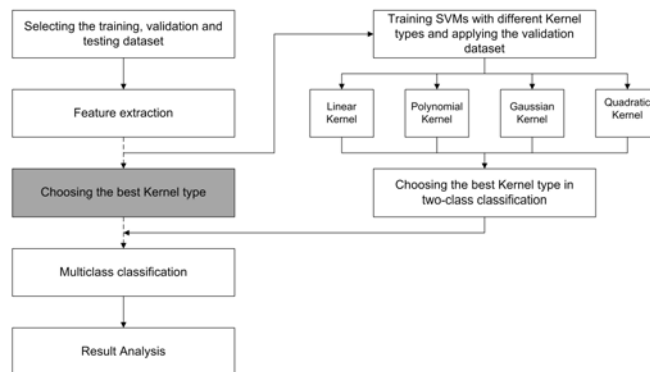 Selecting the training, validation and
testing dataset
Feature extraction
Choosing the best Kernel type
Multiclass classification
Result Analysis
Training SVMs with different Kernel
types and applying the validation
dataset
Linear
Kernel
Polynomial
Kernel
Gaussian
Kernel
Quadratic
Kernel
Choosing the best Kernel type in
two-class classification